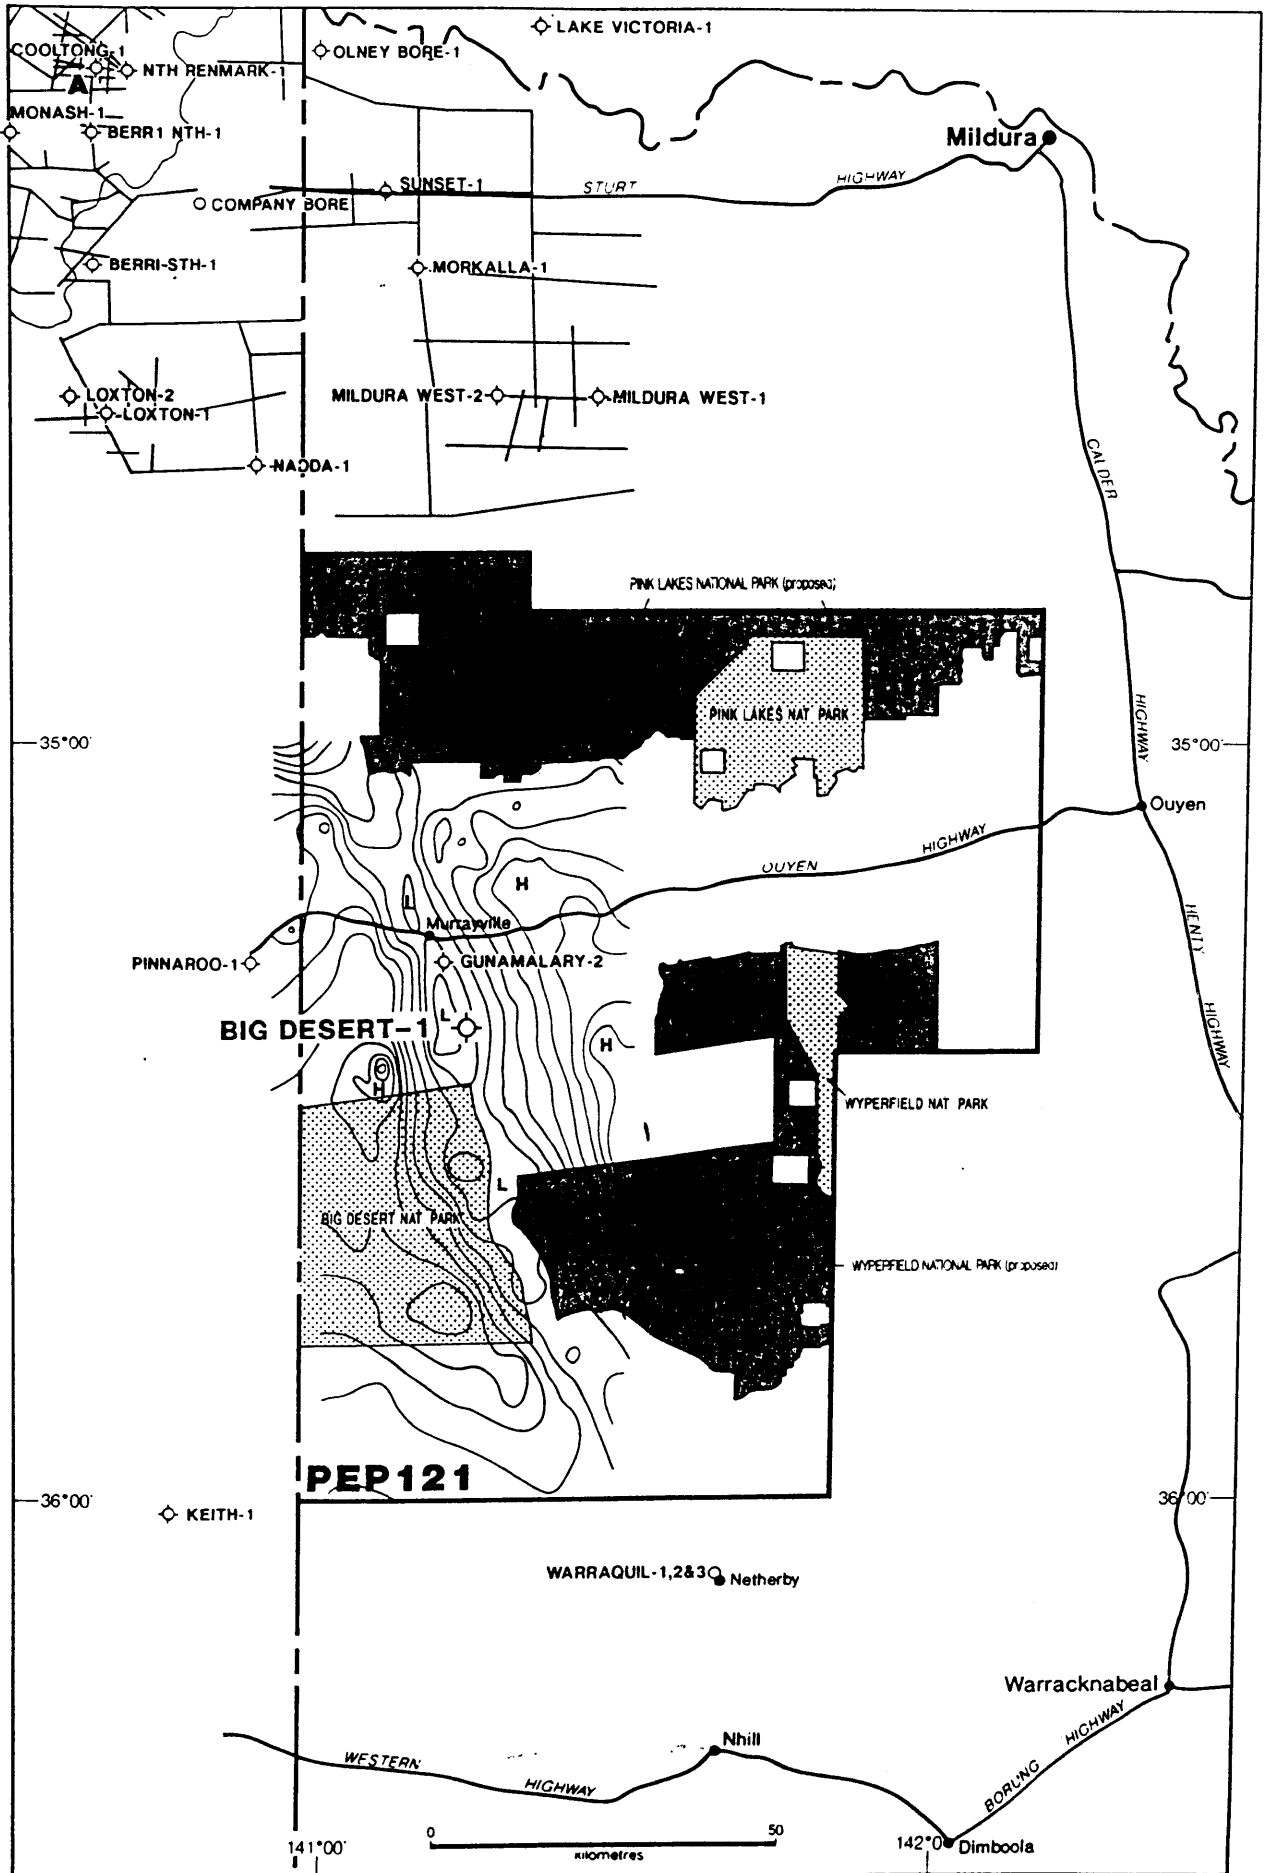 LAKE VICTORIA-1
COOLTONG-1
OLNEY BORE-1
NTH RENMARK-1
A
MONASH-1
BERR1 NTH-1
Mildura
SUNSET-1
STURT
HIGHWAY
COMPANY BORE
BERRI-STH-1
MORKALLA-1
LOXTON-2
MILDURA WEST-2
MILDURA WEST-1
LOXTON-1
NADDA-1
CALDER
HIGHWAY
PINK LAKES NATIONAL PARK (proposed)
PINK LAKES NAT PARK
35°00'
35°00'
Ouyen
OUYEN
HIGHWAY
H
L
Murrayville
HENTY
HIGHWAY
PINNAROO-1
GUNAMALARY-2
L
BIG DESERT-1
H
H
WYPERFIELD NAT PARK
L
BIG DESERT NAT PARK
WYPERFIELD NATIONAL PARK (proposed)
PEP121
36°00'
36°00'
KEITH-1
WARRAQUIL-1,2&3
Netherby
Warracknabeal
Nhill
WESTERN
HIGHWAY
BORUNG
HIGHWAY
0
50
kilometres
141°00'
142°0
Dimboola